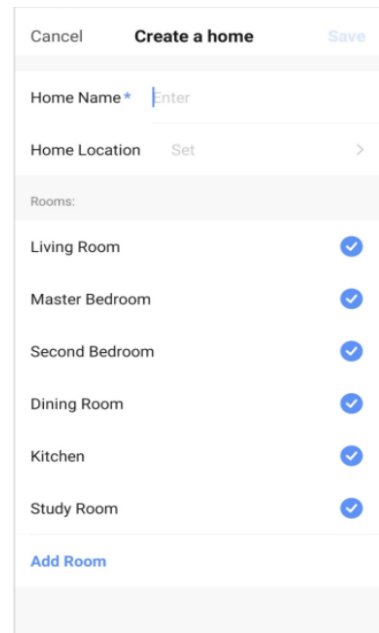 Cancel Create a home Save
Home Name* Enter
Home Location Set
Rooms:
Living Room
Master Bedroom
Second Bedroom
Dining Room
Kitchen
Study Room
Add Room